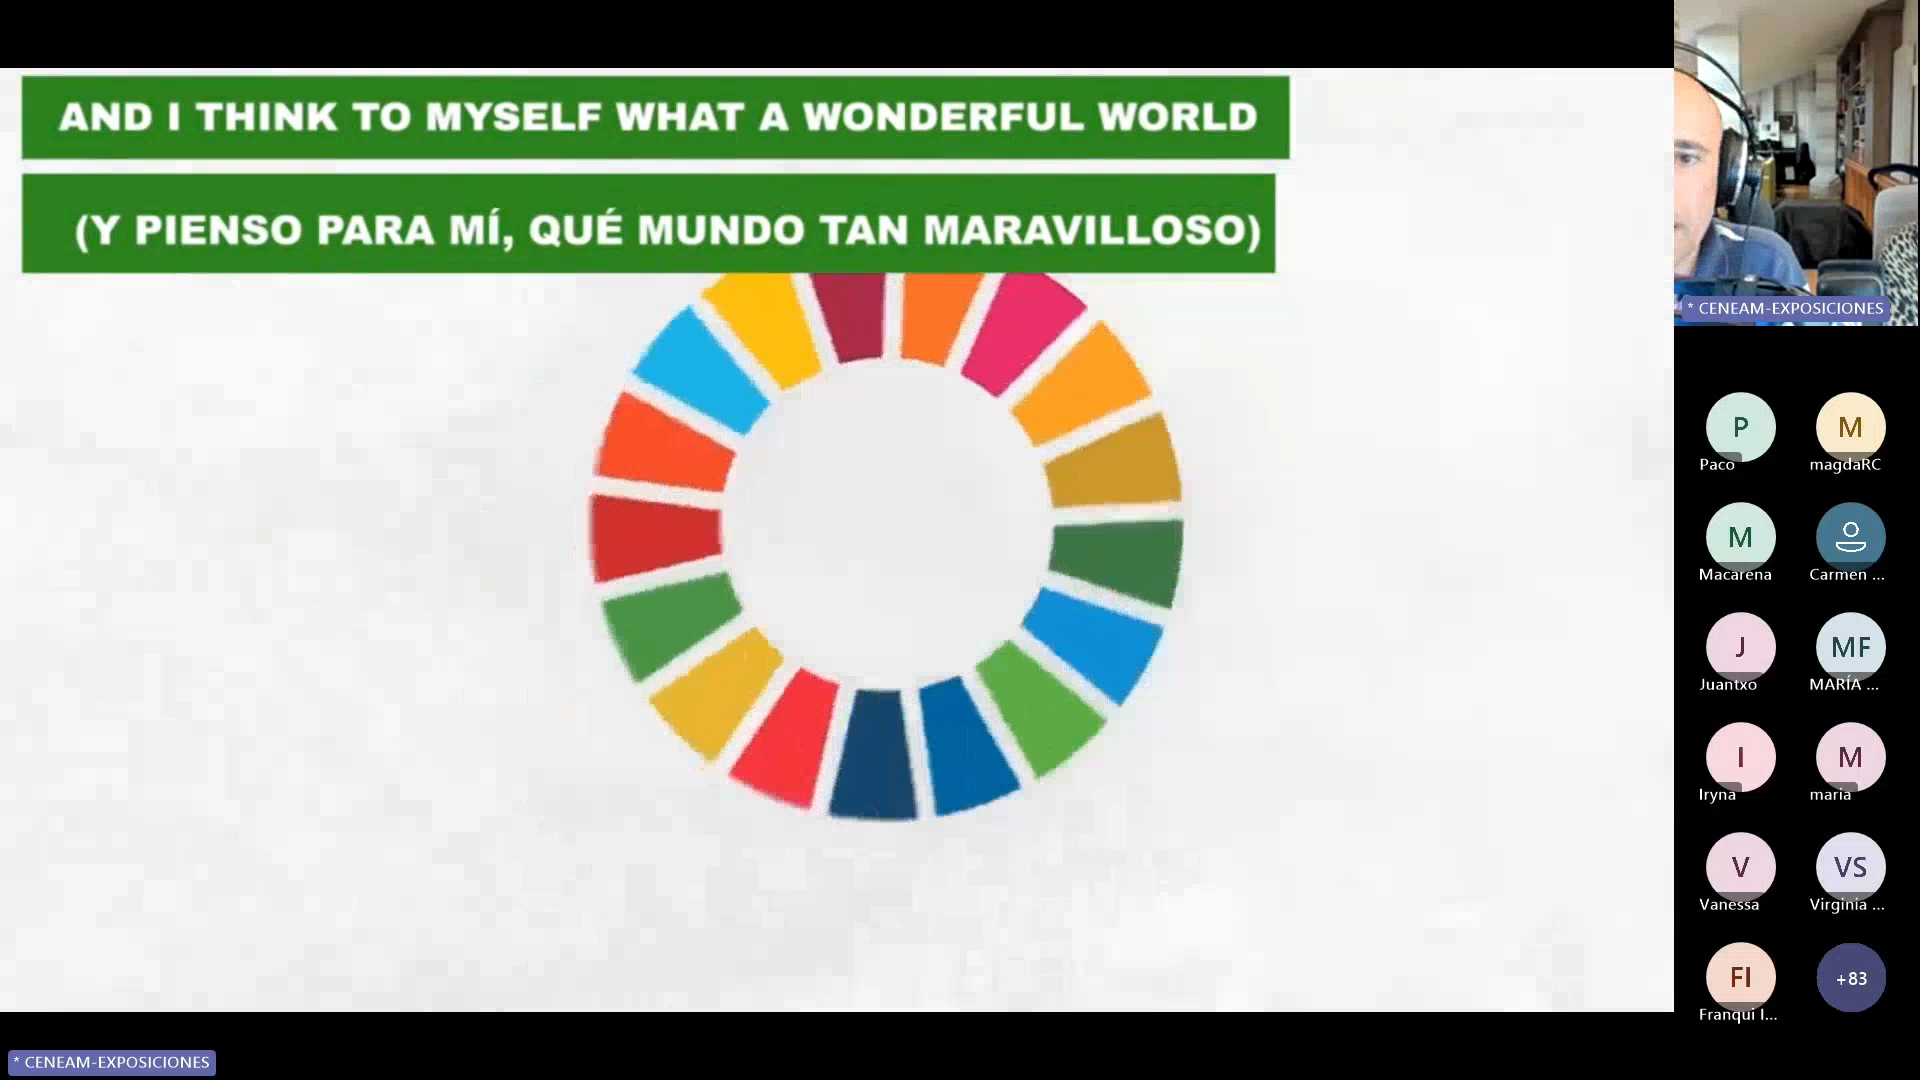 AND I THINK TO MYSELF WHAT A WONDERFUL WORLD
(Y PIENSO PARA MÍ, QUÉ MUNDO TAN MARAVILLOSO)
* CENEAM-EXPOSICIONES
P
Paco
M
magdaRC
M
Macarena
Carmen ...
J
Juantxo
MF
MARÍA ...
I
Iryna
M
maria
V
Vanessa
VS
Virginia ...
FI
Franqui I...
+83
* CENEAM-EXPOSICIONES